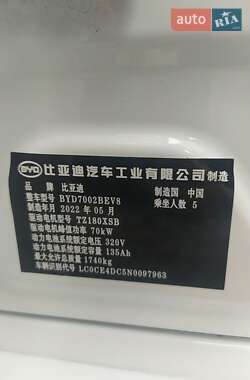 AUTO RIA
BYD 比亚迪汽车工业有限公司 制造
品 牌 比亚迪 制造国 中国
整车型号 BYD7002BEV8 乘坐人数 5
制造年月 2022 年 05 月
驱动电机型号 TZ180XSB
驱动电机峰值功率 70kW
动力电池系统额定电压 320V
动力电池系统额定容量 135Ah
最大允许总质量 1740kg
车辆识别代号 LC0CE4DC5N0097963